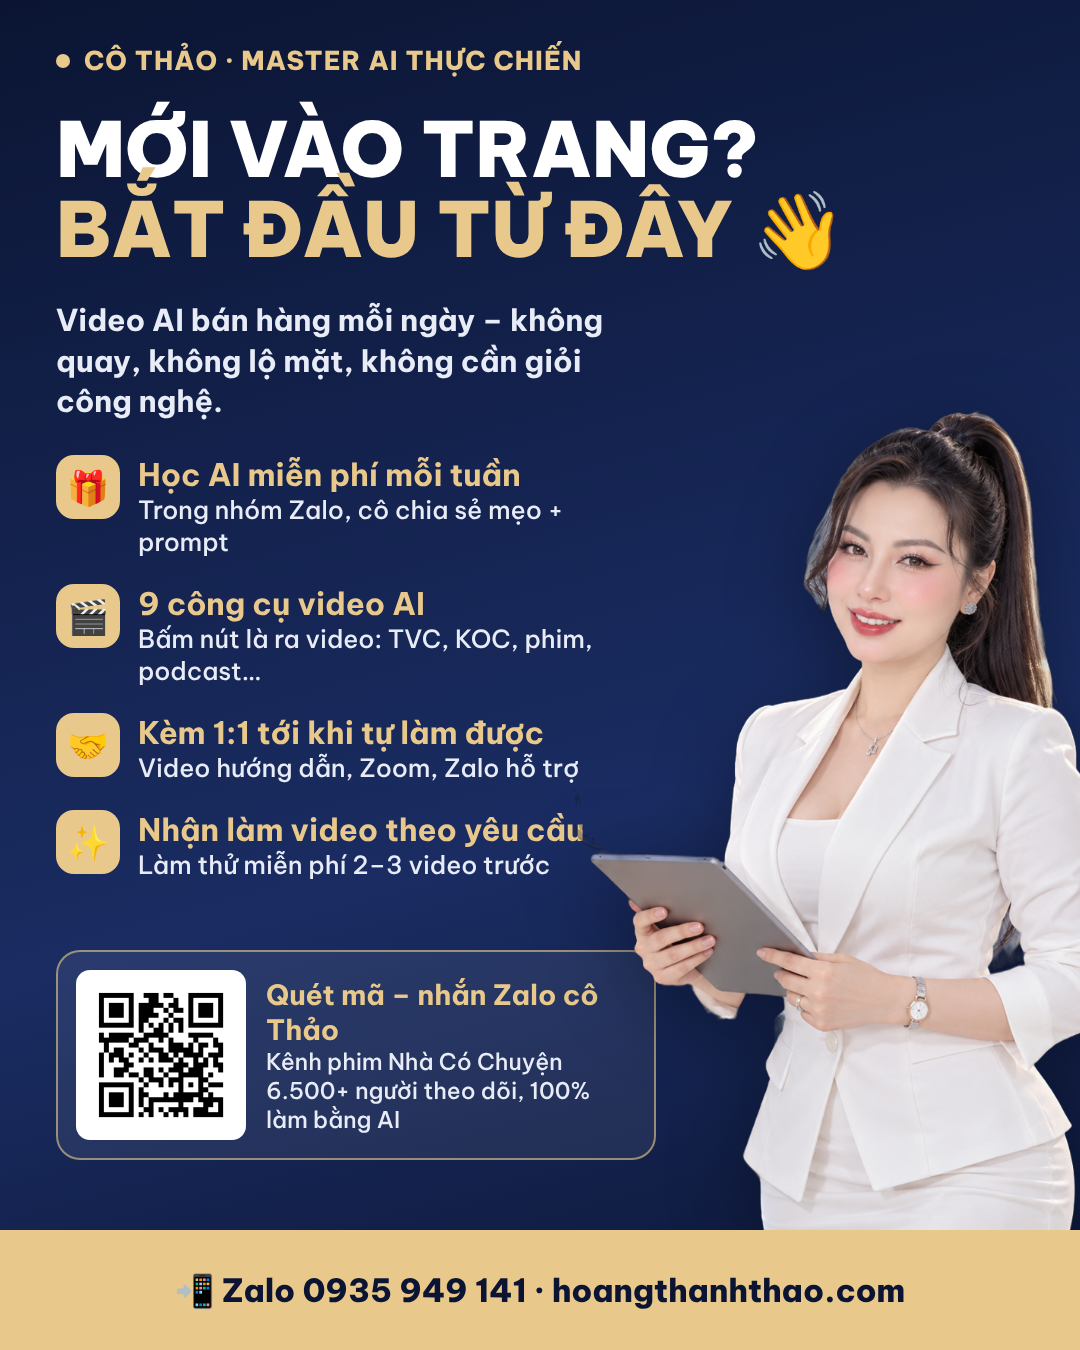 CÔ THẢO · MASTER AI THỰC CHIẾN
MỚI VÀO TRANG?
BẮT ĐẦU TỪ ĐÂY 👋
Video AI bán hàng mỗi ngày – không
quay, không lộ mặt, không cần giỏi
công nghệ.
Học AI miễn phí mỗi tuần
Trong nhóm Zalo, cô chia sẻ mẹo +
prompt
9 công cụ video AI
Bấm nút là ra video: TVC, KOC, phim,
podcast...
Kèm 1:1 tới khi tự làm được
Video hướng dẫn, Zoom, Zalo hỗ trợ
Nhận làm video theo yêu cầu
Làm thử miễn phí 2–3 video trước
Quét mã – nhắn Zalo cô
Thảo
Kênh phim Nhà Có Chuyện
6.500+ người theo dõi, 100%
làm bằng AI
📲 Zalo 0935 949 141 · hoangthanhthao.com